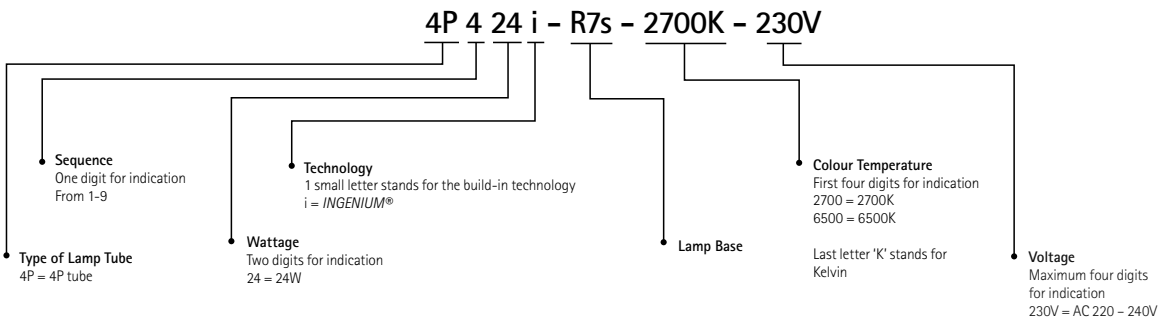 4P 4 24 i – R7s – 2700K – 230V
Sequence
One digit for indication
From 1-9
Technology
1 small letter stands for the build-in technology
i = INGENIUM®
Colour Temperature
First four digits for indication
2700 = 2700K
6500 = 6500K
Last letter 'K' stands for
Kelvin
Type of Lamp Tube
4P = 4P tube
Wattage
Two digits for indication
24 = 24W
Lamp Base
Voltage
Maximum four digits
for indication
230V = AC 220 – 240V